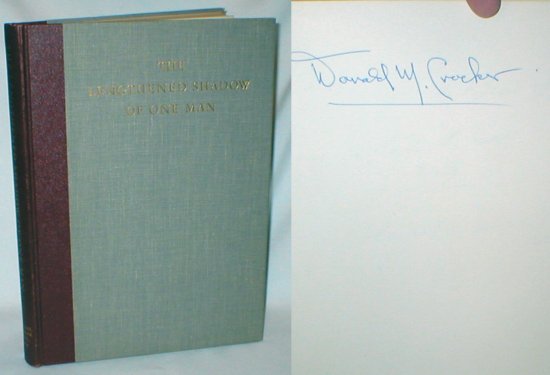 THE
LENGTHENED SHADOW
OF ONE MAN
Donald M. Crocker